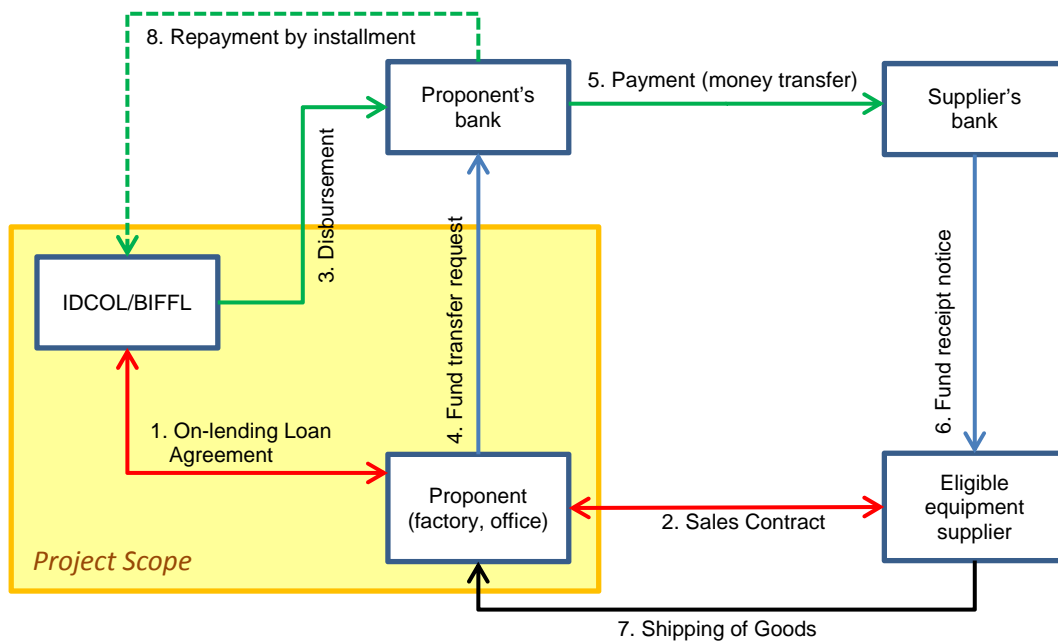 8. Repayment by installment
5. Payment (money transfer)
Proponent’s
bank
Supplier’s
bank
3. Disbursement
4. Fund transfer request
6. Fund receipt notice
IDCOL/BIFFL
1. On-lending Loan
Agreement
Proponent
(factory, office)
2. Sales Contract
Eligible
equipment
supplier
Project Scope
7. Shipping of Goods